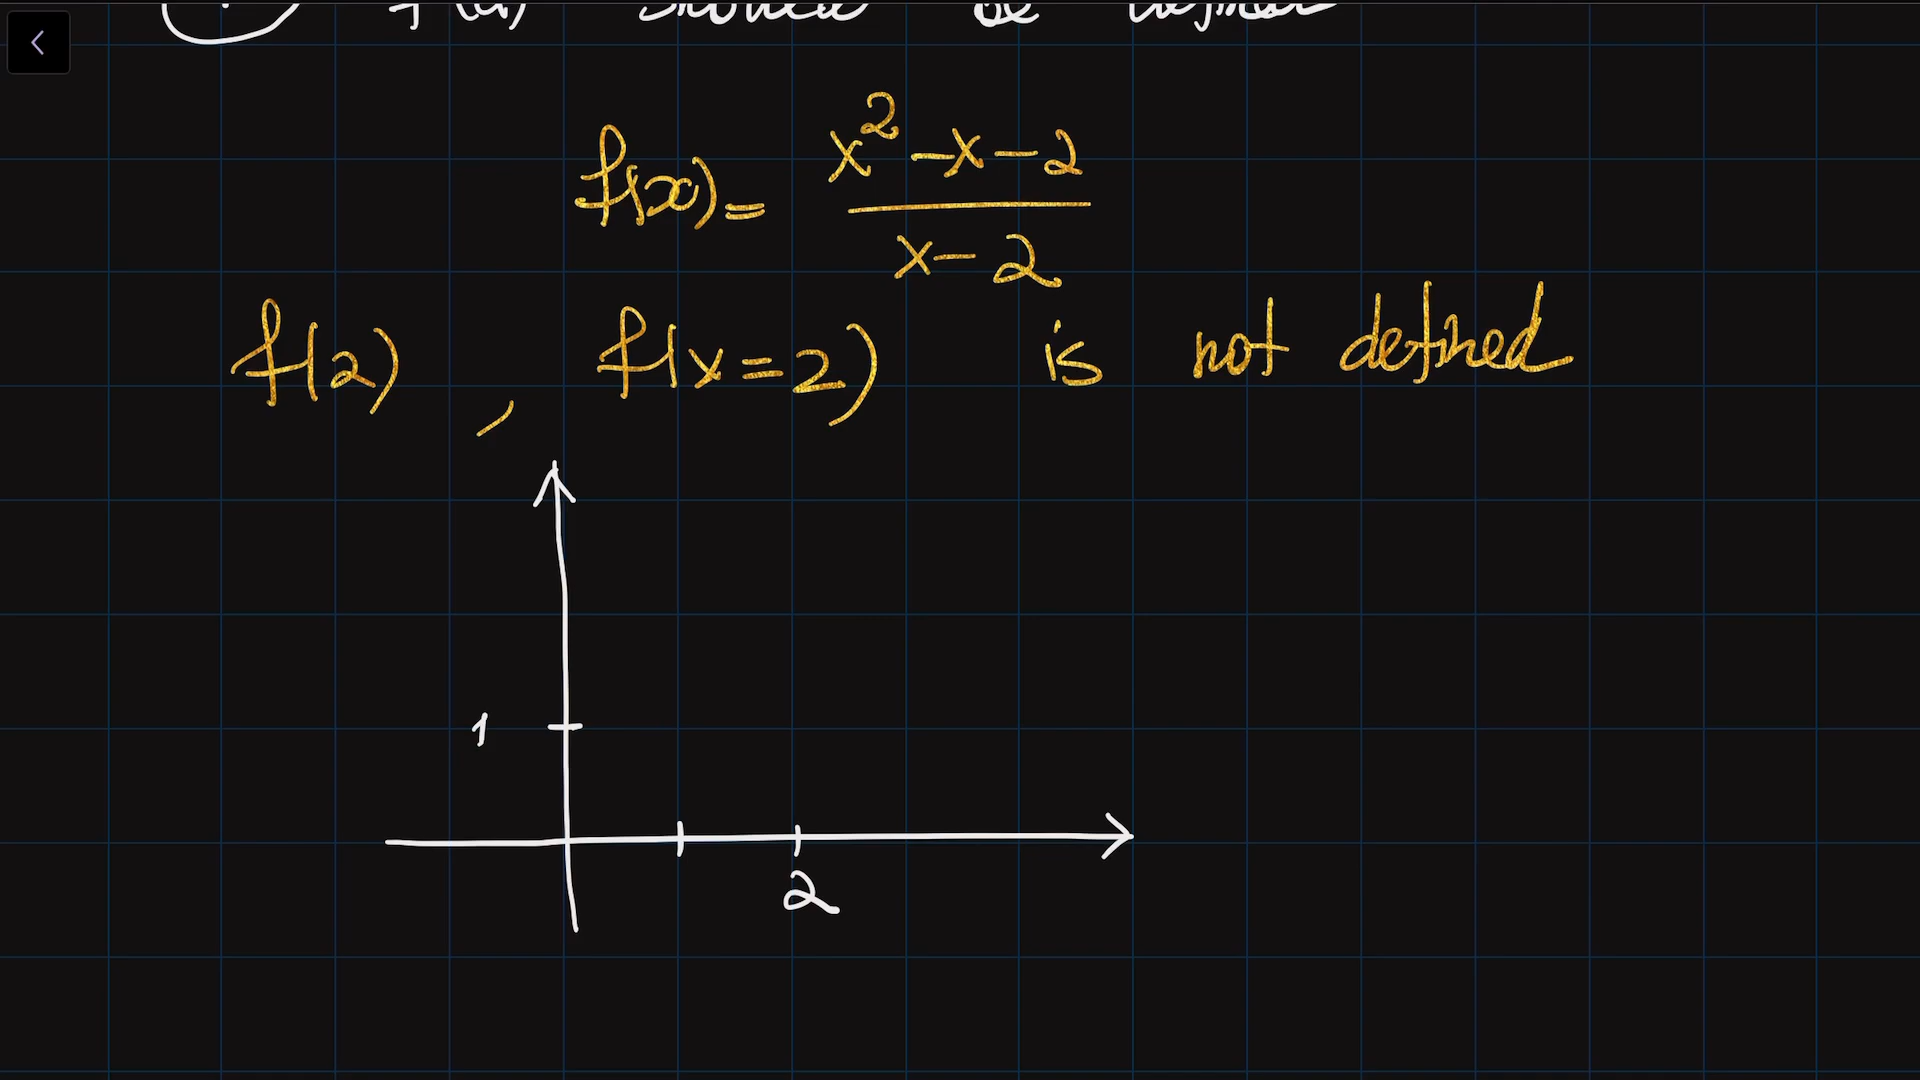 f(x) = x² - x - 2 / x - 2
f(2) , f(x=2) is not defined
1
2